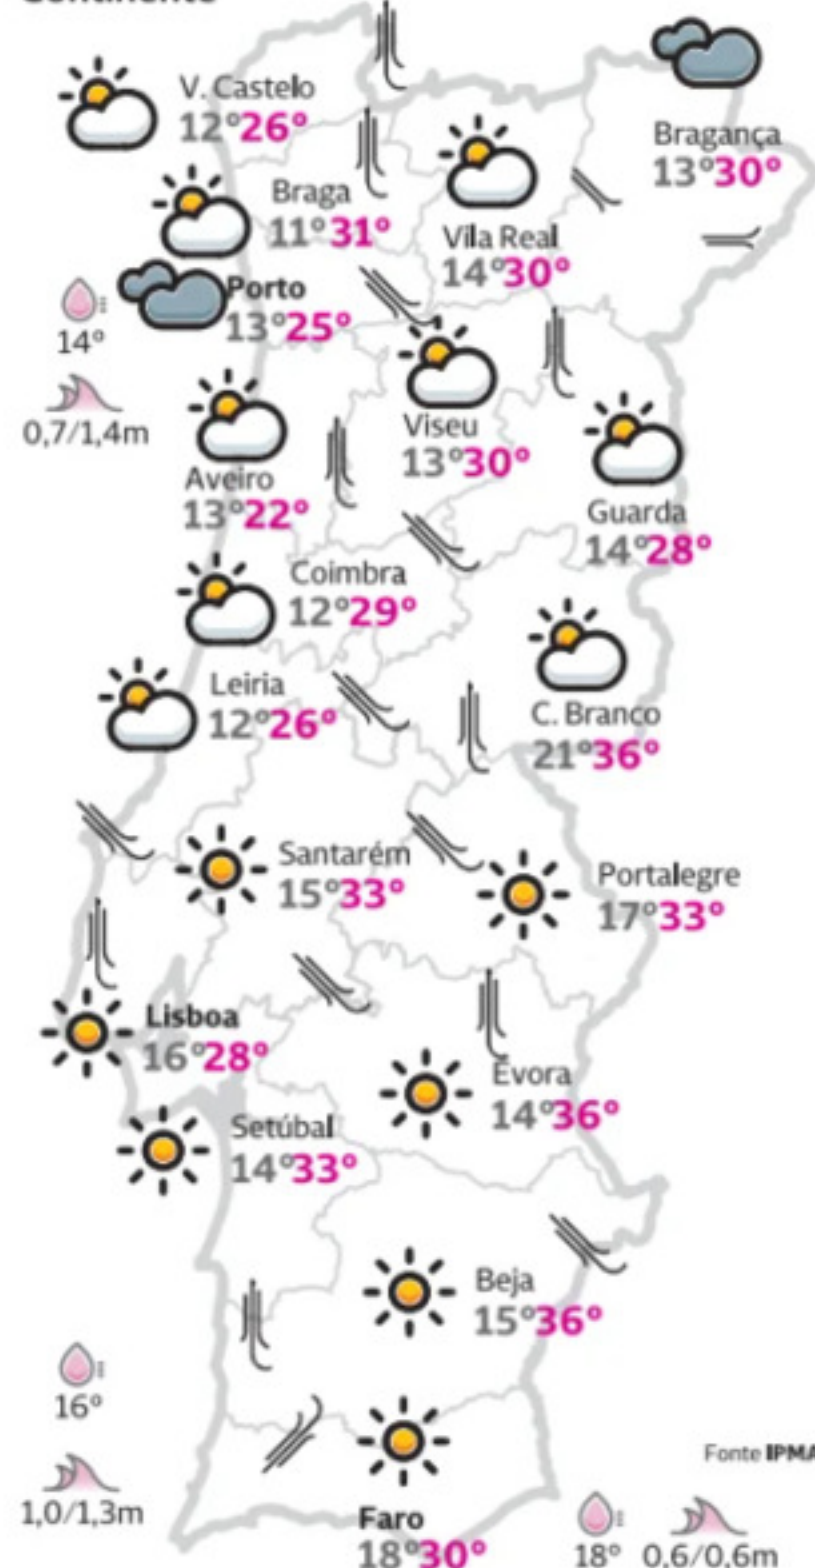 Continente
V. Castelo
12°26°
Bragança
13°30°
Braga
11°31°
Vila Real
14°30°
Porto
13°25°
14°
0,7/1,4m
Viseu
13°30°
Aveiro
13°22°
Guarda
14°28°
Coimbra
12°29°
Leiria
12°26°
C. Branco
21°36°
Santarém
15°33°
Portalegre
17°33°
Lisboa
16°28°
Évora
14°36°
Setúbal
14°33°
Beja
15°36°
16°
1,0/1,3m
Fonte IPMA
Faro
18°30°
18° 0,6/0,6m